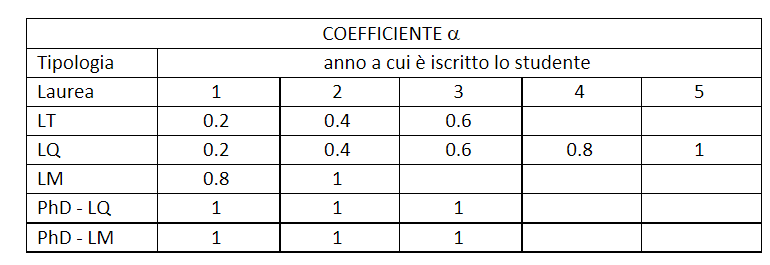 COEFFICIENTE α
Tipologia anno a cui è iscritto lo studente
Laurea 1 2 3 4 5
LT 0.2 0.4 0.6
LQ 0.2 0.4 0.6 0.8 1
LM 0.8 1
PhD - LQ 1 1 1
PhD - LM 1 1 1